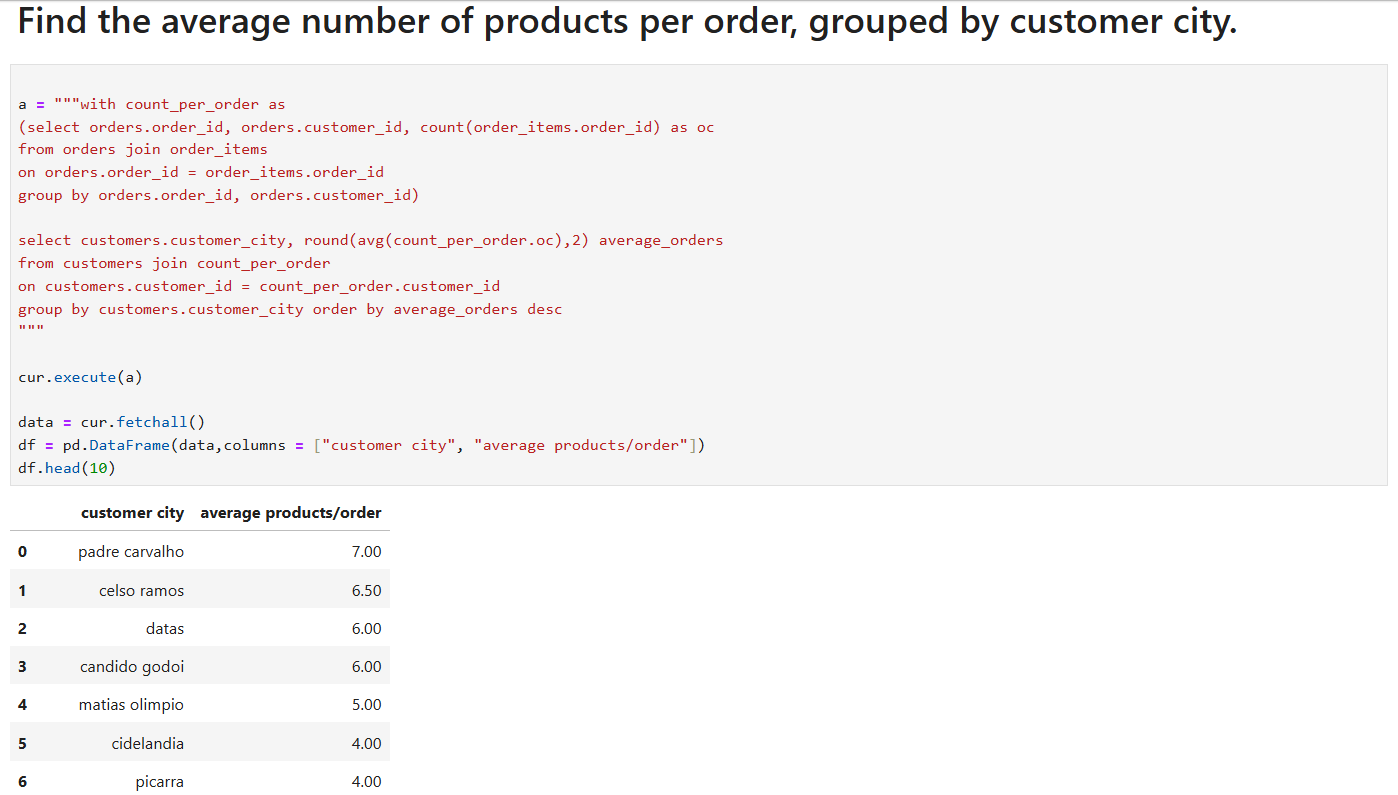 Find the average number of products per order, grouped by customer city.
a = """with count_per_order as
(select orders.order_id, orders.customer_id, count(order_items.order_id) as oc
from orders join order_items
on orders.order_id = order_items.order_id
group by orders.order_id, orders.customer_id)
select customers.customer_city, round(avg(count_per_order.oc),2) average_orders
from customers join count_per_order
on customers.customer_id = count_per_order.customer_id
group by customers.customer_city order by average_orders desc
"""
cur.execute(a)
data = cur.fetchall()
df = pd.DataFrame(data,columns = ["customer city", "average products/order"])
df.head(10)
customer city average products/order
0 padre carvalho 7.00
1 celso ramos 6.50
2 datas 6.00
3 candido godoi 6.00
4 matias olimpio 5.00
5 cidelandia 4.00
6 picarra 4.00